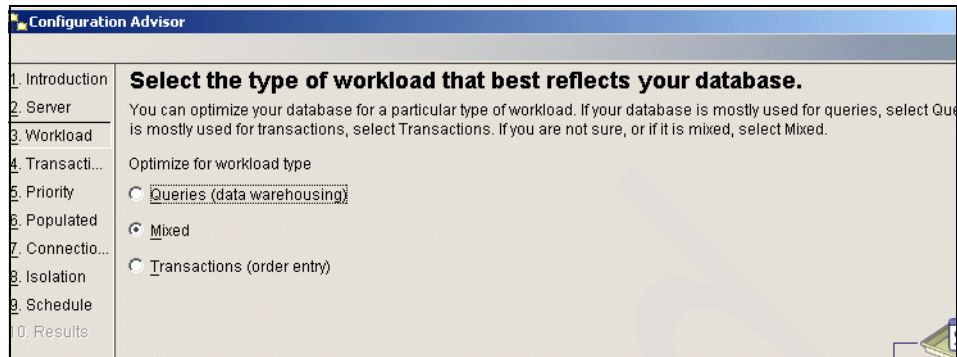 Configuration Advisor
1. Introduction
2. Server
3. Workload
4. Transacti...
5. Priority
6. Populated
7. Connectio...
8. Isolation
9. Schedule
10. Results
Select the type of workload that best reflects your database.
You can optimize your database for a particular type of workload. If your database is mostly used for queries, select Que
is mostly used for transactions, select Transactions. If you are not sure, or if it is mixed, select Mixed.
Optimize for workload type
Queries (data warehousing)
Mixed
Transactions (order entry)